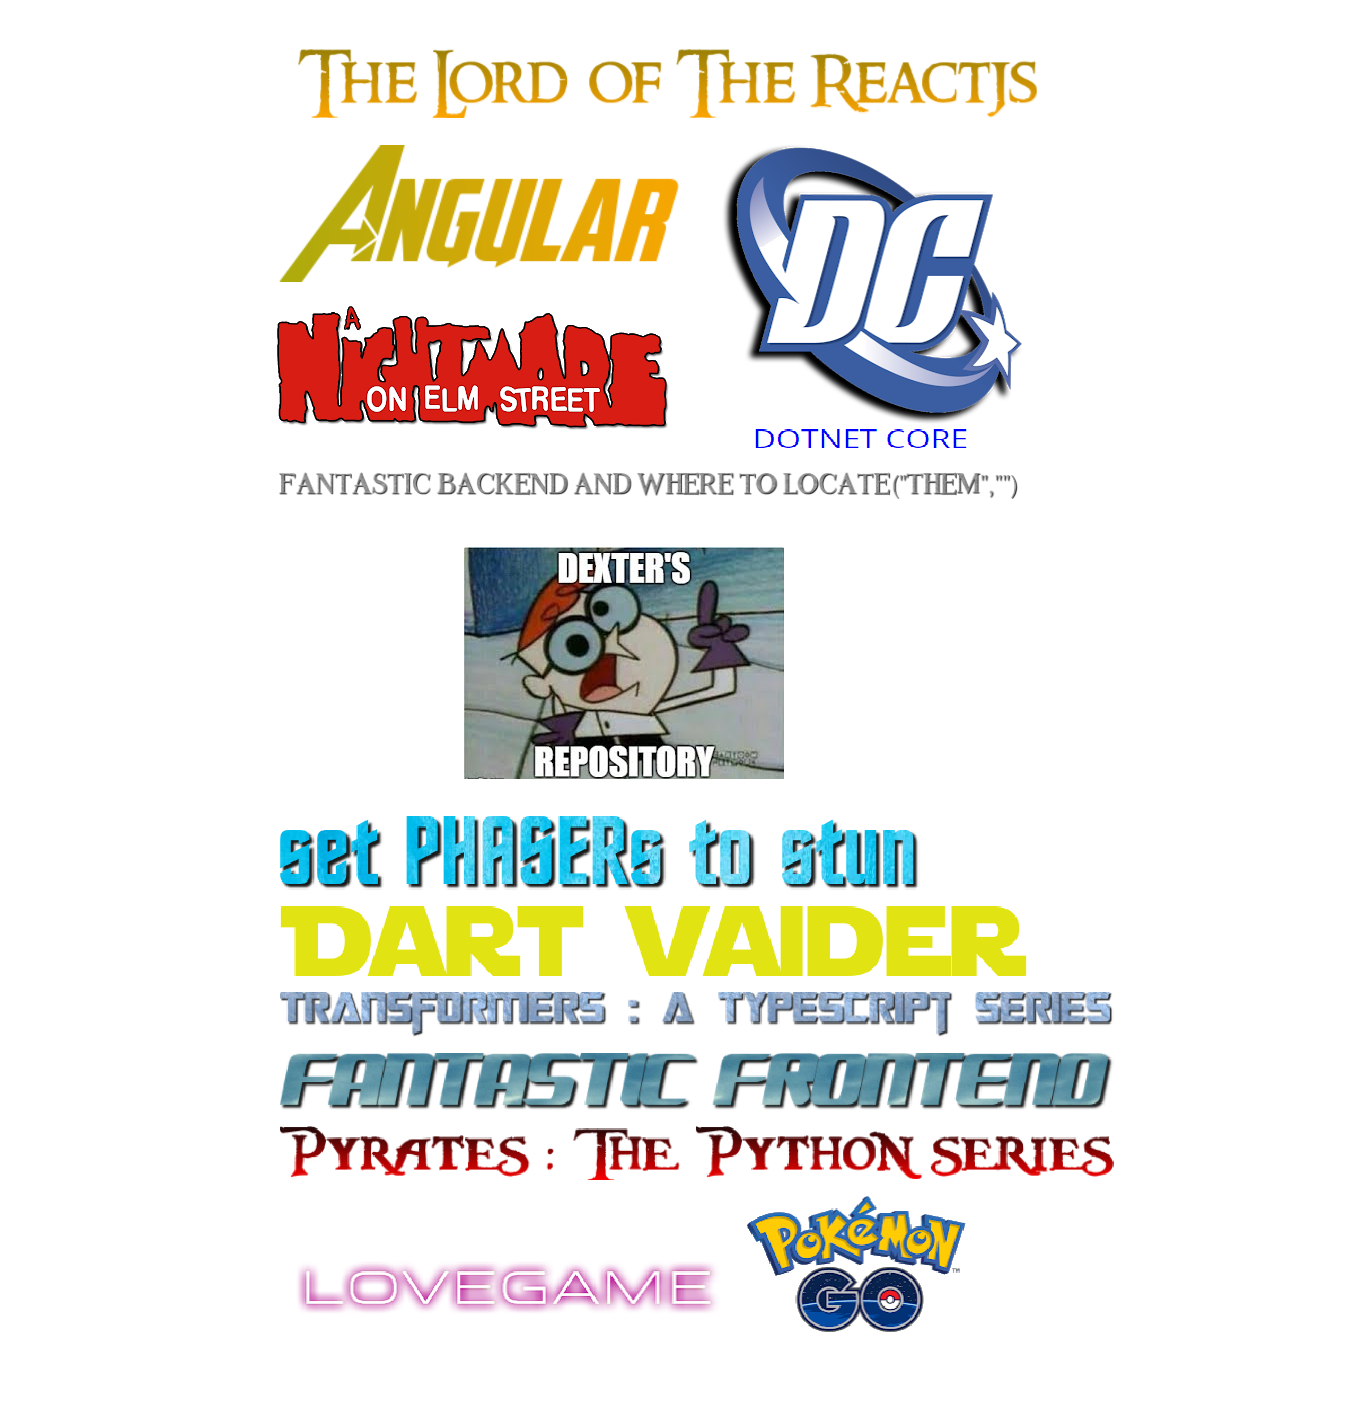 The Lord of The Reactjs
ANGULAR
DC
A
NIGHTMARE
ON ELM STREET
DOTNET CORE
FANTASTIC BACKEND AND WHERE TO LOCATE("THEM","")
DEXTER'S
REPOSITORY
set PHASERs to stun
DART VAIDER
TRANSFORMERS : A TYPESCRIPT SERIES
FANTASTIC FRONTEND
PYRATES : THE PYTHON SERIES
POKéMON
TM
GO
LOVEGAME